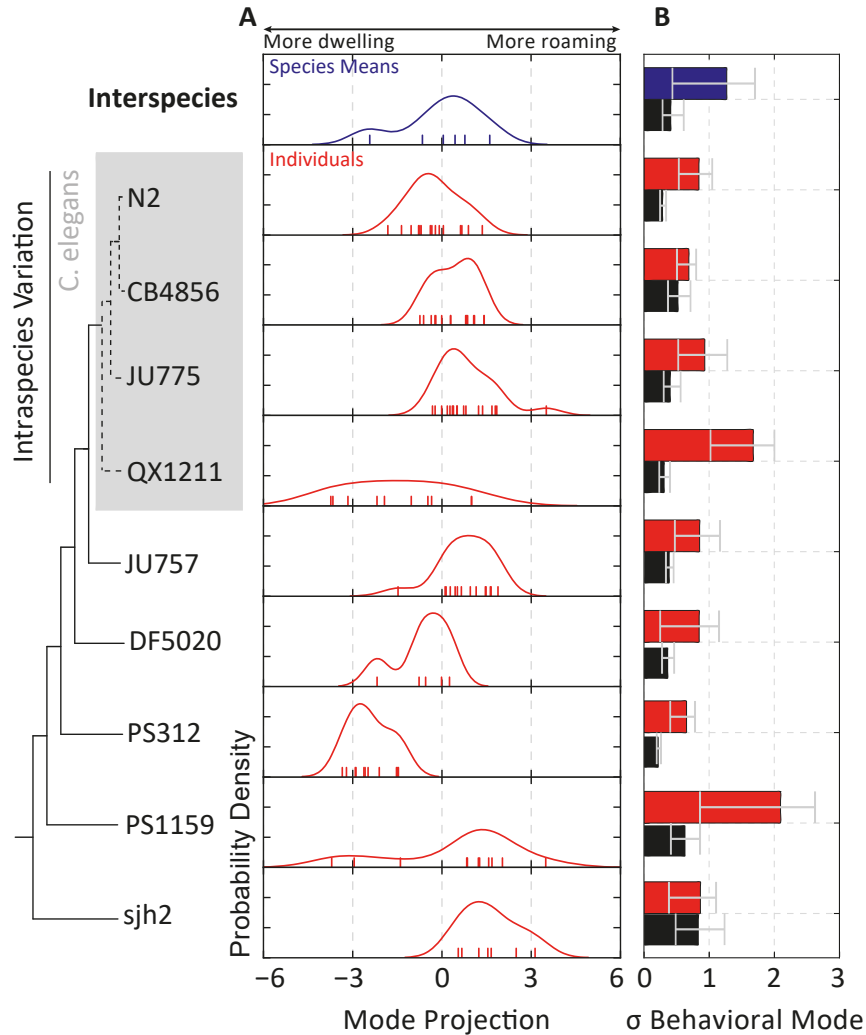 A
B
More dwelling
More roaming
Species Means
Interspecies
Individuals
Intraspecies Variation
C. elegans
N2
CB4856
JU775
QX1211
JU757
DF5020
PS312
PS1159
sjh2
Probability Density
−6 −3 0 3 6
0 1 2 3
Mode Projection
σ Behavioral Mode